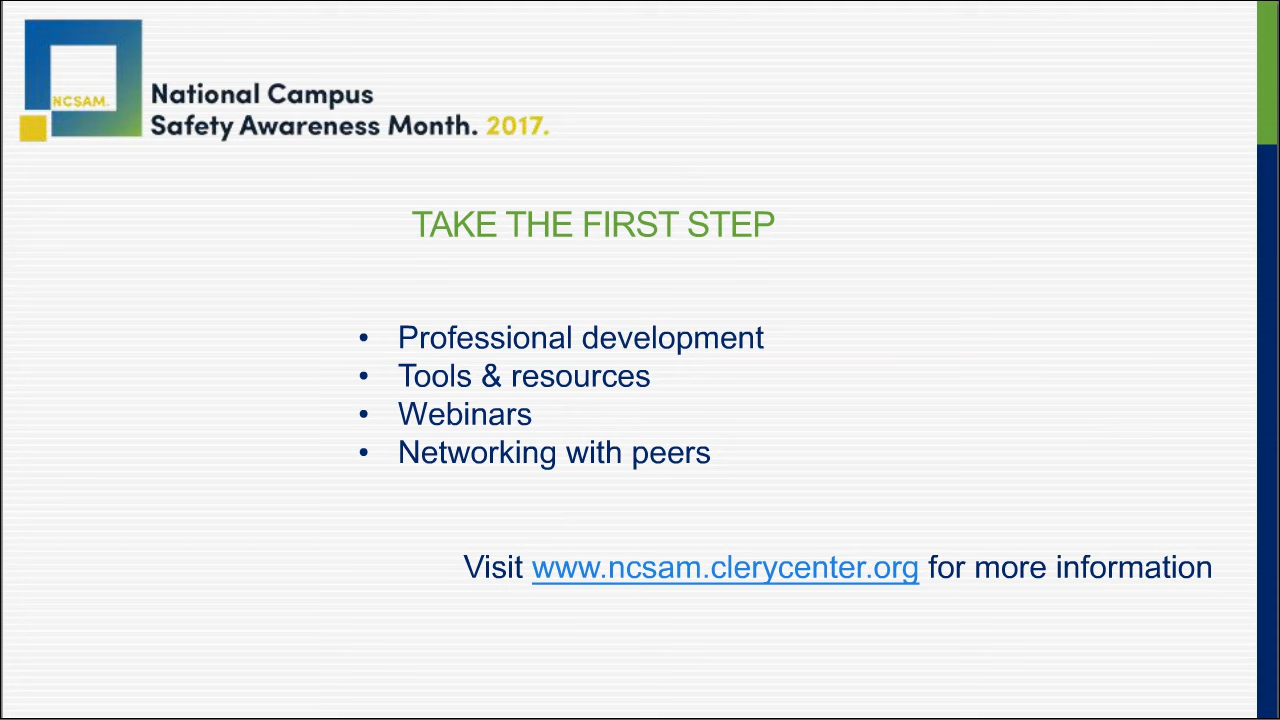 NCSAM.
National Campus
Safety Awareness Month. 2017.
TAKE THE FIRST STEP
• Professional development
• Tools & resources
• Webinars
• Networking with peers
Visit www.ncsam.clerycenter.org for more information